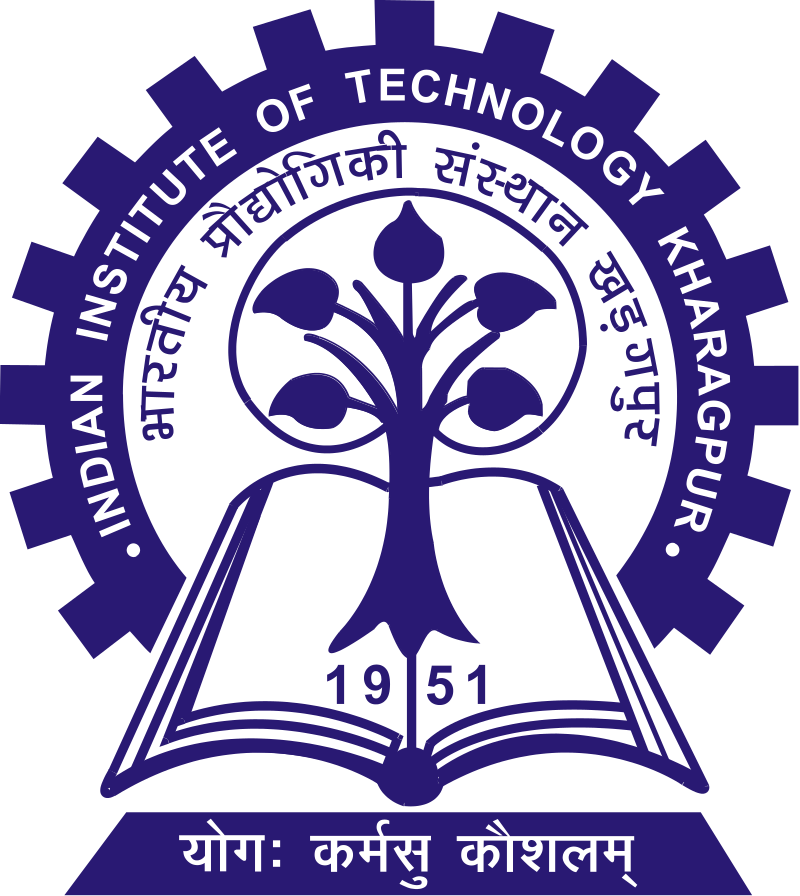 INDIAN INSTITUTE OF TECHNOLOGY KHARAGPUR
भारतीय प्रौद्योगिकी संस्थान खड़गपुर
1951
योगः कर्मसु कौशलम्